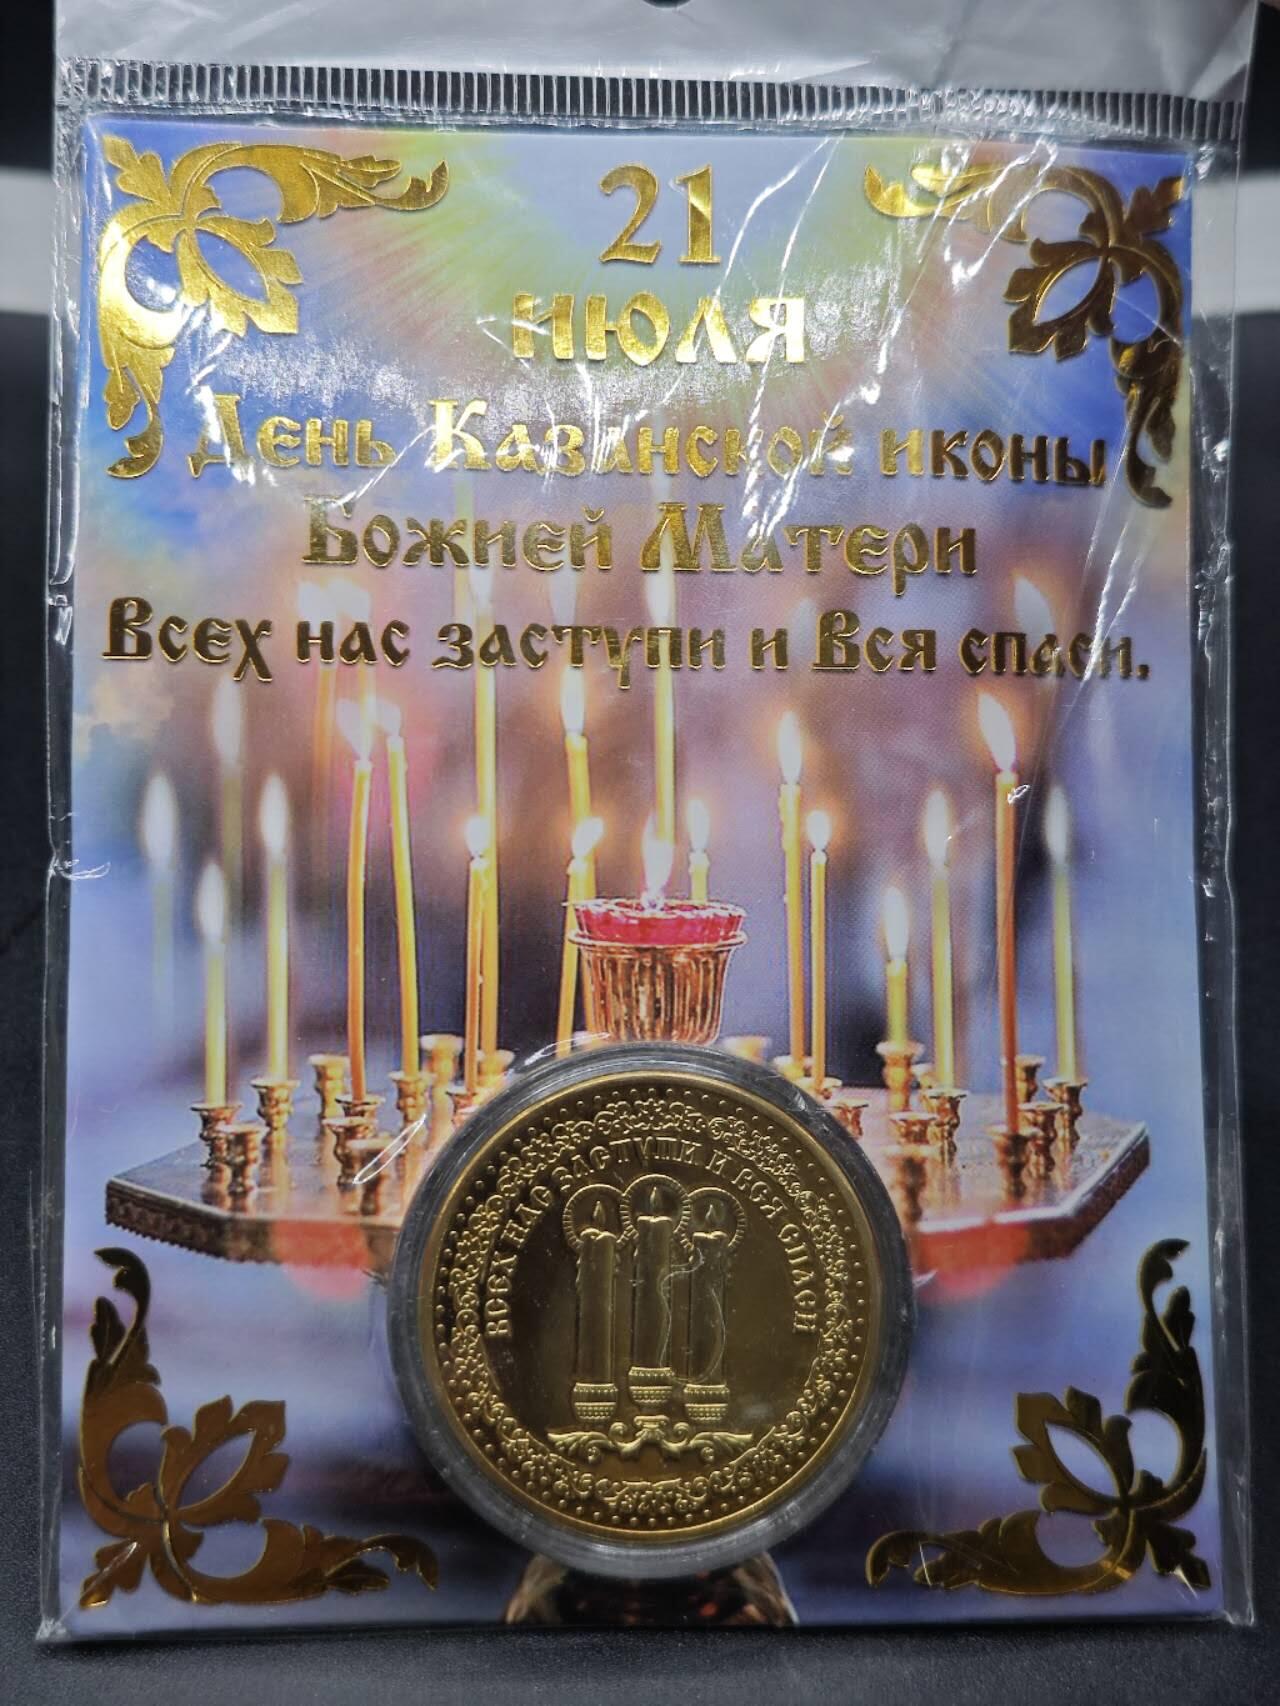 21
июля
День Казанской иконы
Божией Матери
Всех нас заступи и Вся спаси.
ВСЕХ НАС ЗАСТУПИ И ВСЯ СПАСИ